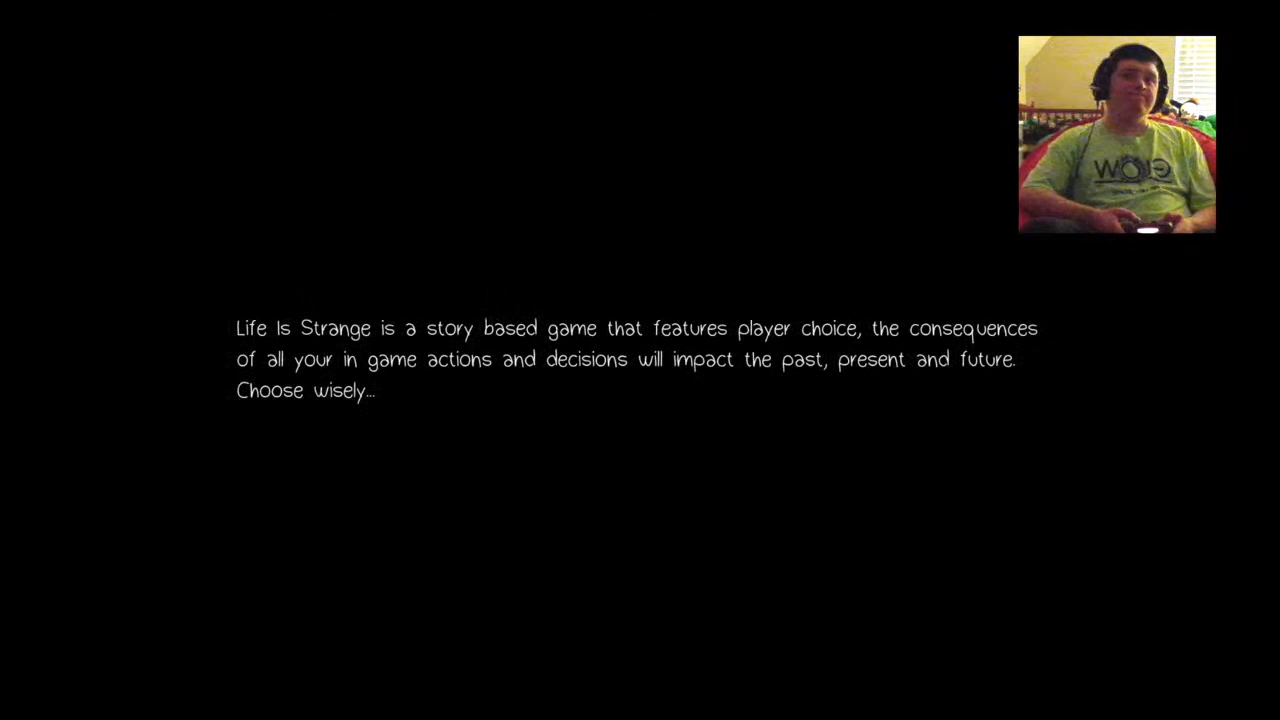 Life Is Strange is a story based game that features player choice, the consequences
of all your in game actions and decisions will impact the past, present and future.
Choose wisely...